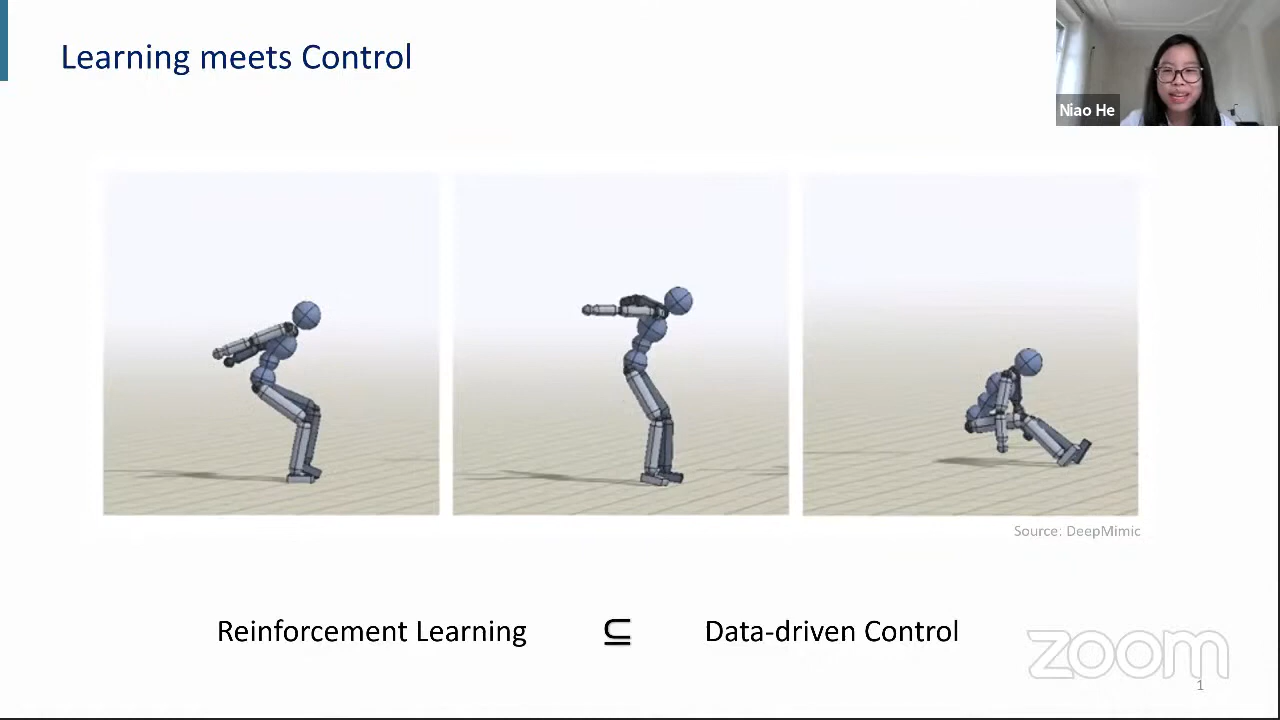 Learning meets Control
Niao He
Source: DeepMimic
Reinforcement Learning ⊆ Data-driven Control
zoom
1